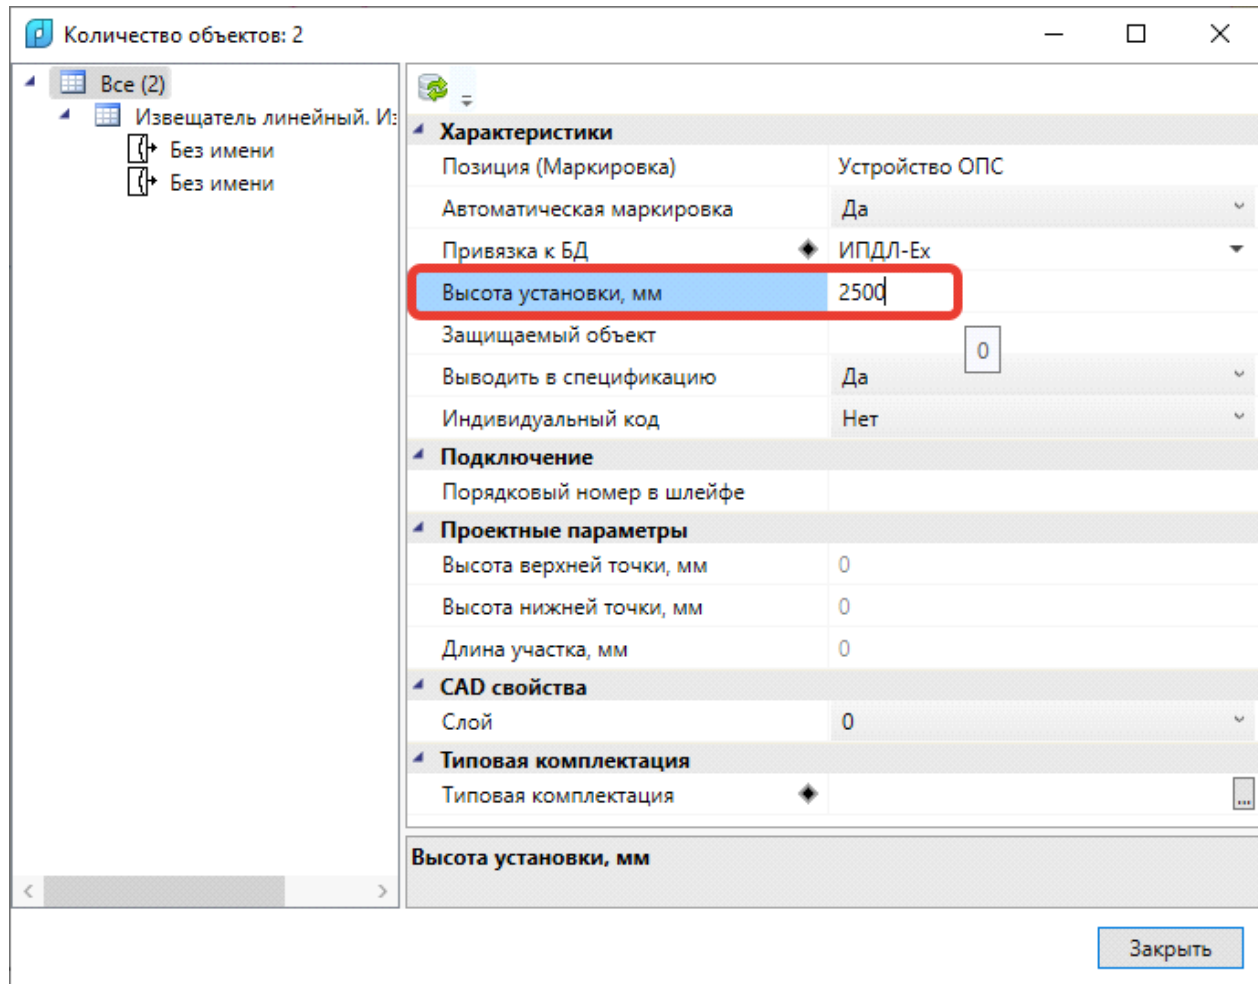 Количество объектов: 2
Все (2)
Извещатель линейный. Из
Без имени
Без имени
Характеристики
Позиция (Маркировка) Устройство ОПС
Автоматическая маркировка Да
Привязка к БД ИПДЛ-Ex
Высота установки, мм 2500
Защищаемый объект
0
Выводить в спецификацию Да
Индивидуальный код Нет
Подключение
Порядковый номер в шлейфе
Проектные параметры
Высота верхней точки, мм 0
Высота нижней точки, мм 0
Длина участка, мм 0
CAD свойства
Слой 0
Типовая комплектация
Типовая комплектация ...
Высота установки, мм
Закрыть